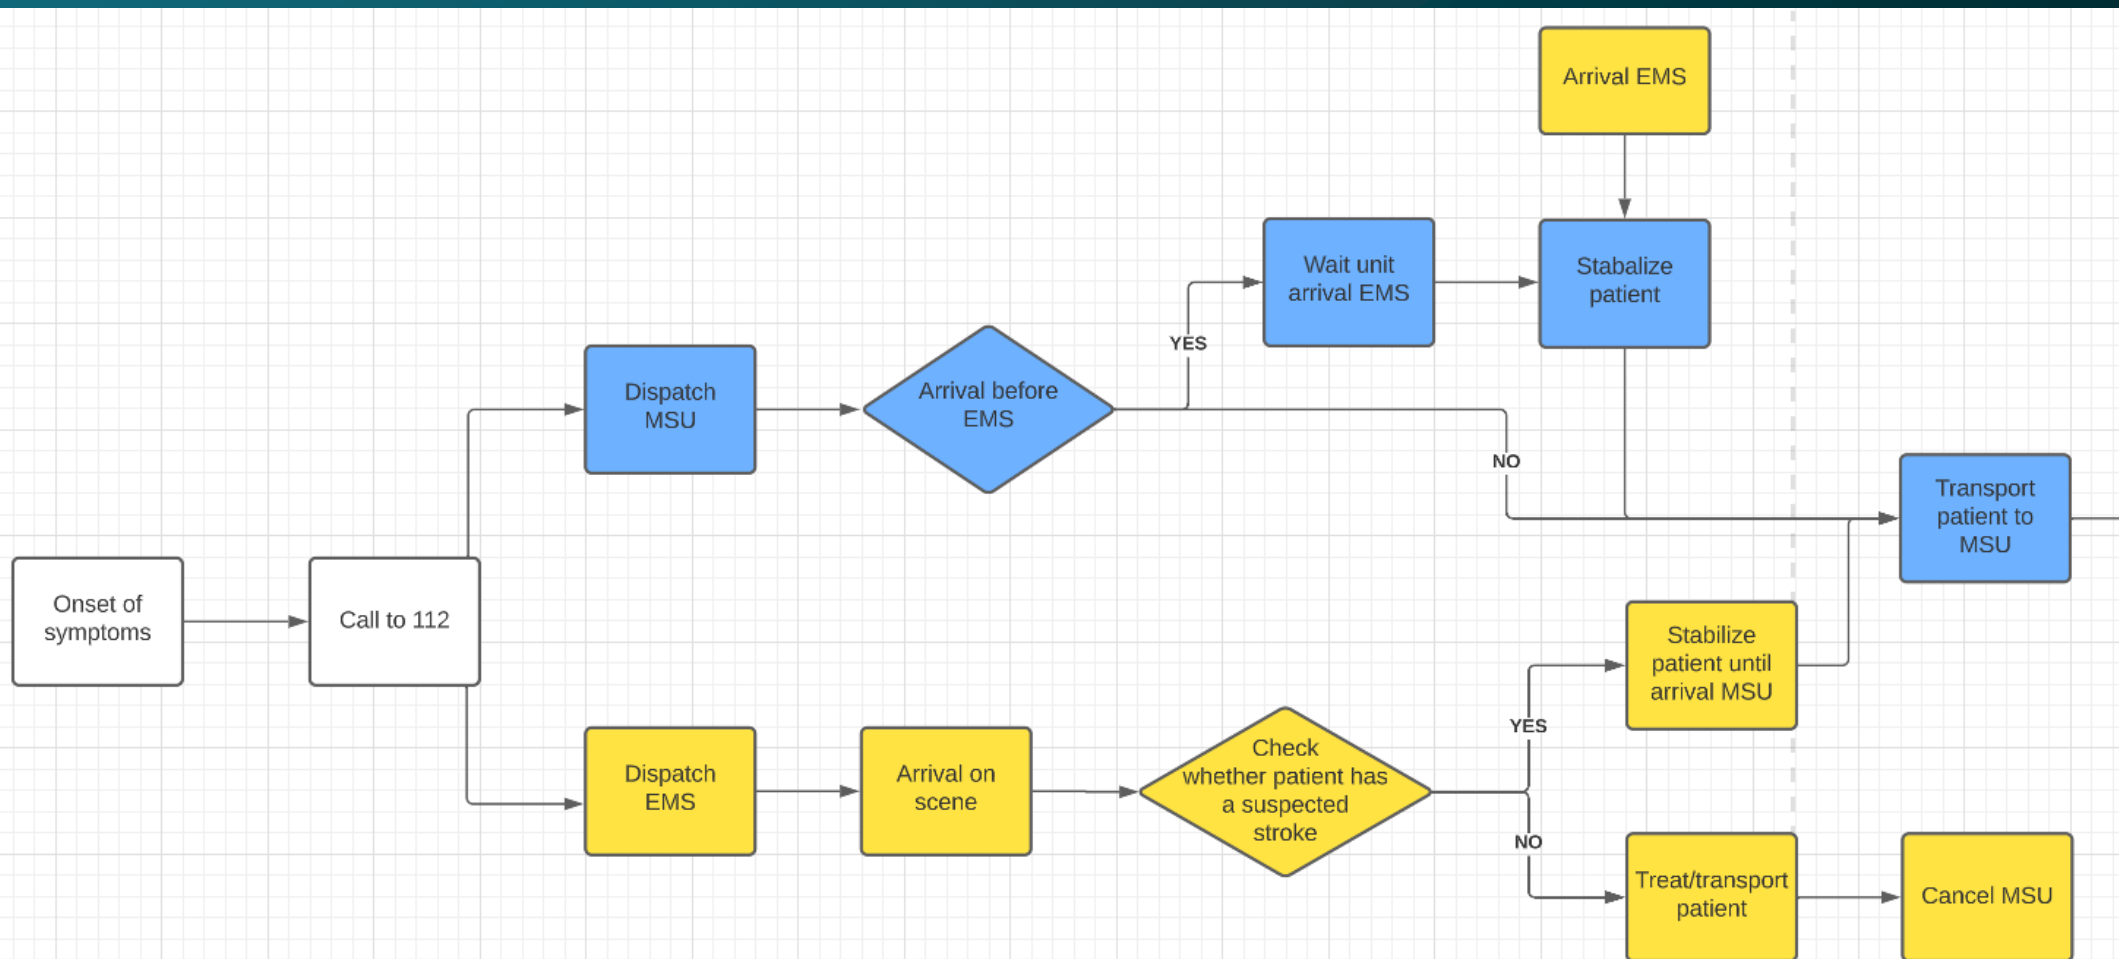 Arrival EMS
Wait unit
arrival EMS
Stabalize
patient
YES
Dispatch
MSU
Arrival before
EMS
NO
Transport
patient to
MSU
Onset of
symptoms
Call to 112
Stabilize
patient until
arrival MSU
YES
Dispatch
EMS
Arrival on
scene
Check
whether patient has
a suspected
stroke
NO
Treat/transport
patient
Cancel MSU